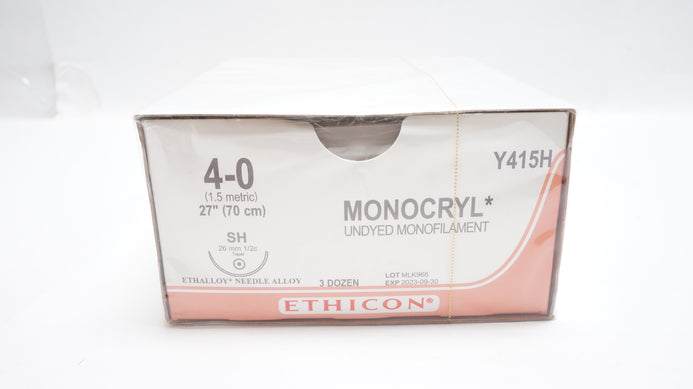 4-0
(1.5 metric)
27" (70 cm)
SH
26 mm 1/2c
Taper
ETHALLOY* NEEDLE ALLOY
3 DOZEN
Y415H
MONOCRYL*
UNDYED MONOFILAMENT
LOT MLK966
EXP 2023-09-30
ETHICON®